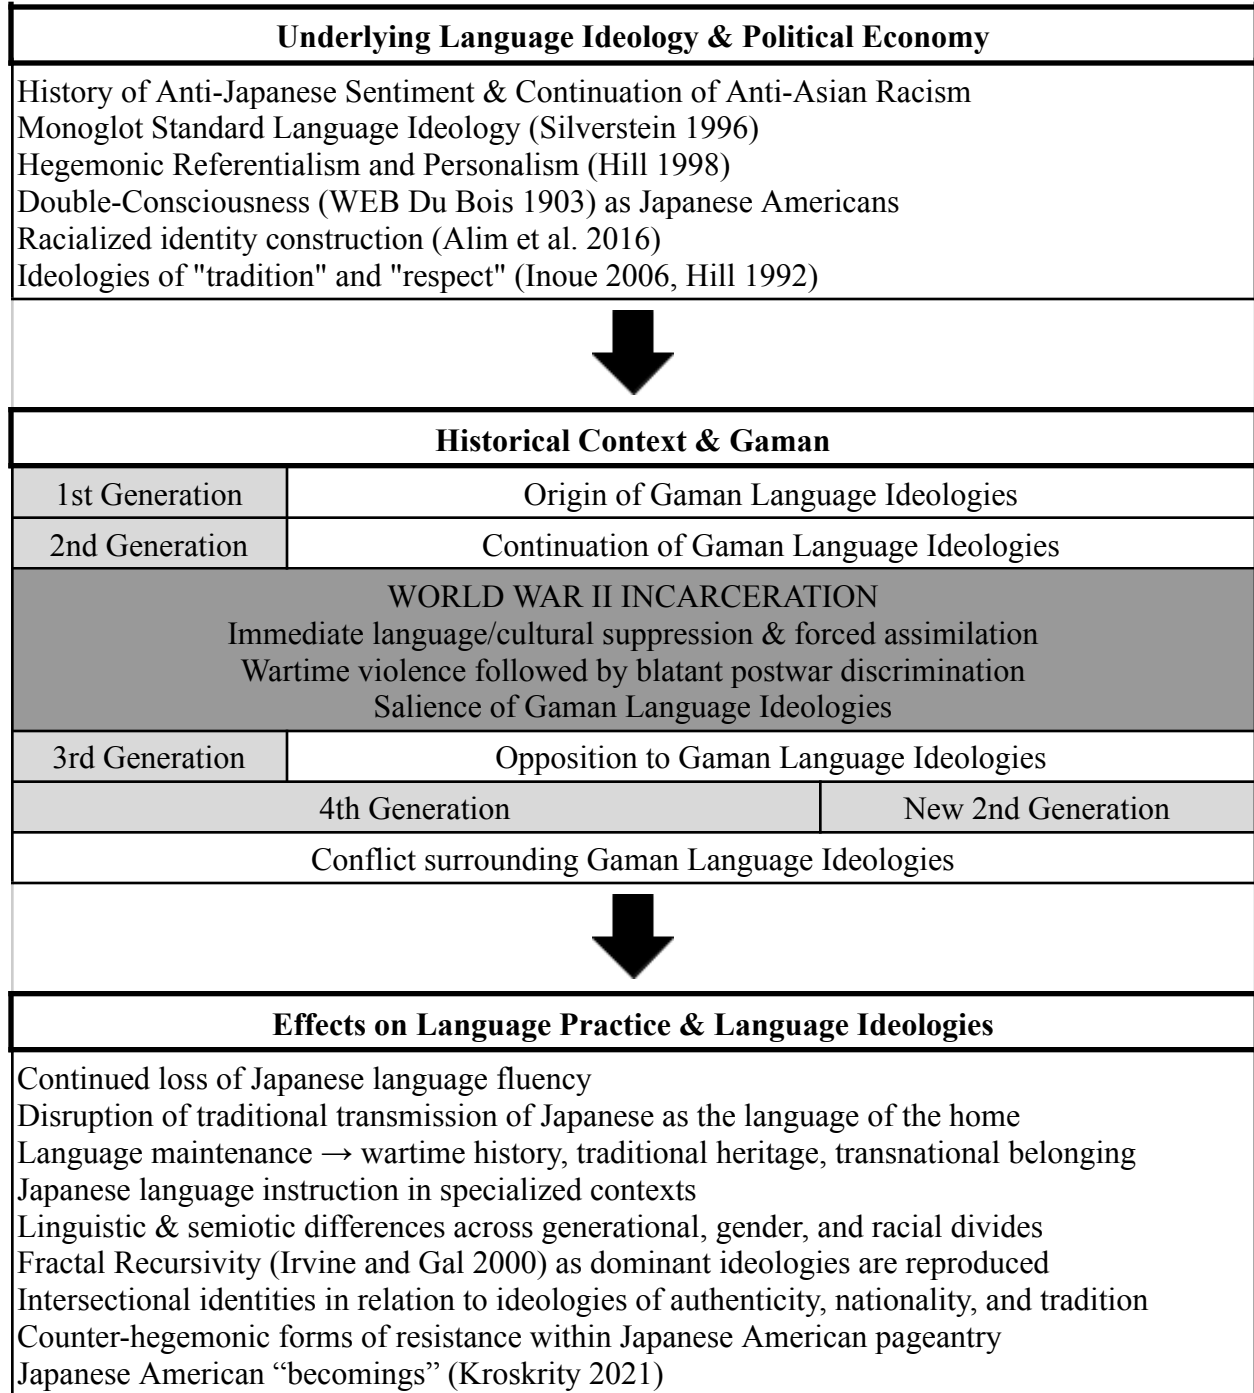 Underlying Language Ideology & Political Economy
History of Anti-Japanese Sentiment & Continuation of Anti-Asian Racism
Monoglot Standard Language Ideology (Silverstein 1996)
Hegemonic Referentialism and Personalism (Hill 1998)
Double-Consciousness (WEB Du Bois 1903) as Japanese Americans
Racialized identity construction (Alim et al. 2016)
Ideologies of "tradition" and "respect" (Inoue 2006, Hill 1992)
Historical Context & Gaman
1st Generation Origin of Gaman Language Ideologies
2nd Generation Continuation of Gaman Language Ideologies
WORLD WAR II INCARCERATION
Immediate language/cultural suppression & forced assimilation
Wartime violence followed by blatant postwar discrimination
Salience of Gaman Language Ideologies
3rd Generation Opposition to Gaman Language Ideologies
4th Generation New 2nd Generation
Conflict surrounding Gaman Language Ideologies
Effects on Language Practice & Language Ideologies
Continued loss of Japanese language fluency
Disruption of traditional transmission of Japanese as the language of the home
Language maintenance → wartime history, traditional heritage, transnational belonging
Japanese language instruction in specialized contexts
Linguistic & semiotic differences across generational, gender, and racial divides
Fractal Recursivity (Irvine and Gal 2000) as dominant ideologies are reproduced
Intersectional identities in relation to ideologies of authenticity, nationality, and tradition
Counter-hegemonic forms of resistance within Japanese American pageantry
Japanese American “becomings” (Kroskrity 2021)